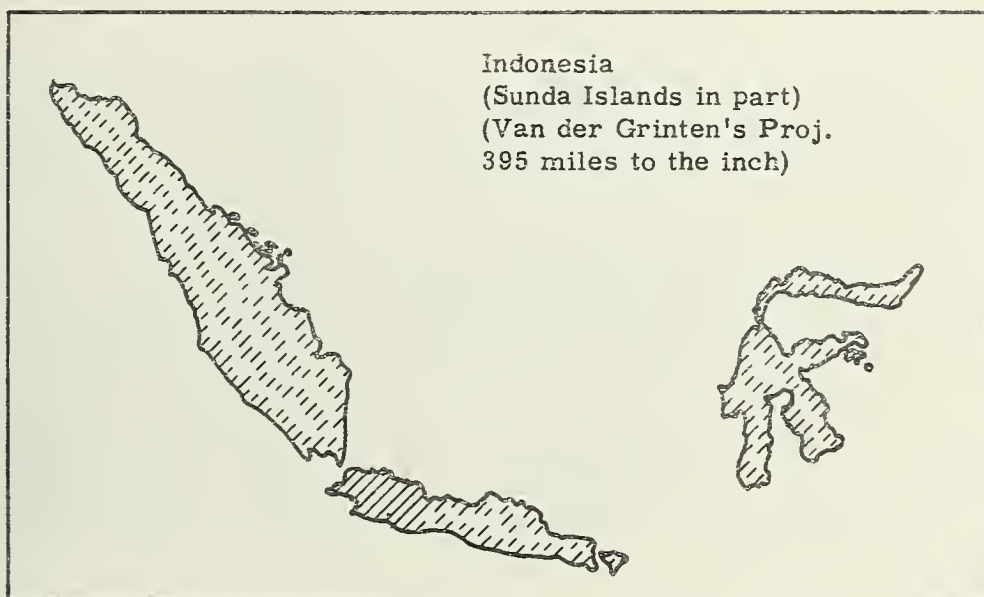 Indonesia
(Sunda Islands in part)
(Van der Grinten's Proj.
395 miles to the inch)